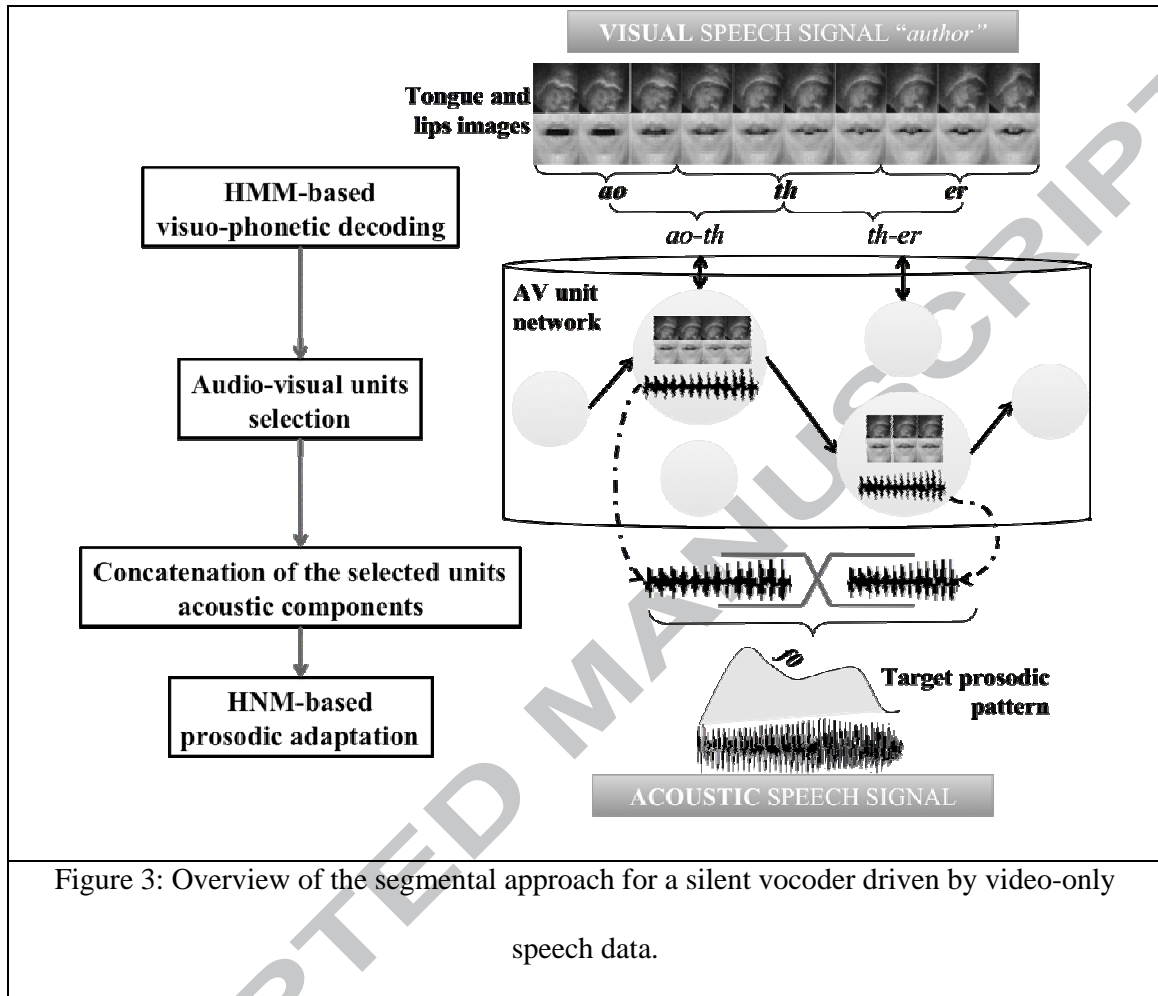 VISUAL SPEECH SIGNAL “author”
Tongue and
lips images
ao th er
ao-th th-er
HMM-based
visuo-phonetic decoding
AV unit
network
Audio-visual units
selection
Concatenation of the selected units
acoustic components
f0
HNM-based
prosodic adaptation
Target prosodic
pattern
ACOUSTIC SPEECH SIGNAL
Figure 3: Overview of the segmental approach for a silent vocoder driven by video-only
speech data.
PTED MANUSCRIPT